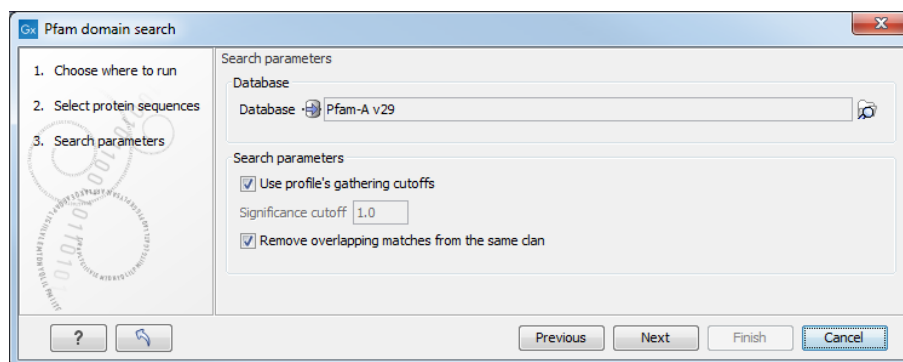 Gx Pfam domain search
X
1. Choose where to run
2. Select protein sequences
3. Search parameters
Search parameters
Database
Database Pfam-A v29
Search parameters
Use profile's gathering cutoffs
Significance cutoff 1.0
Remove overlapping matches from the same clan
? Previous Next Finish Cancel